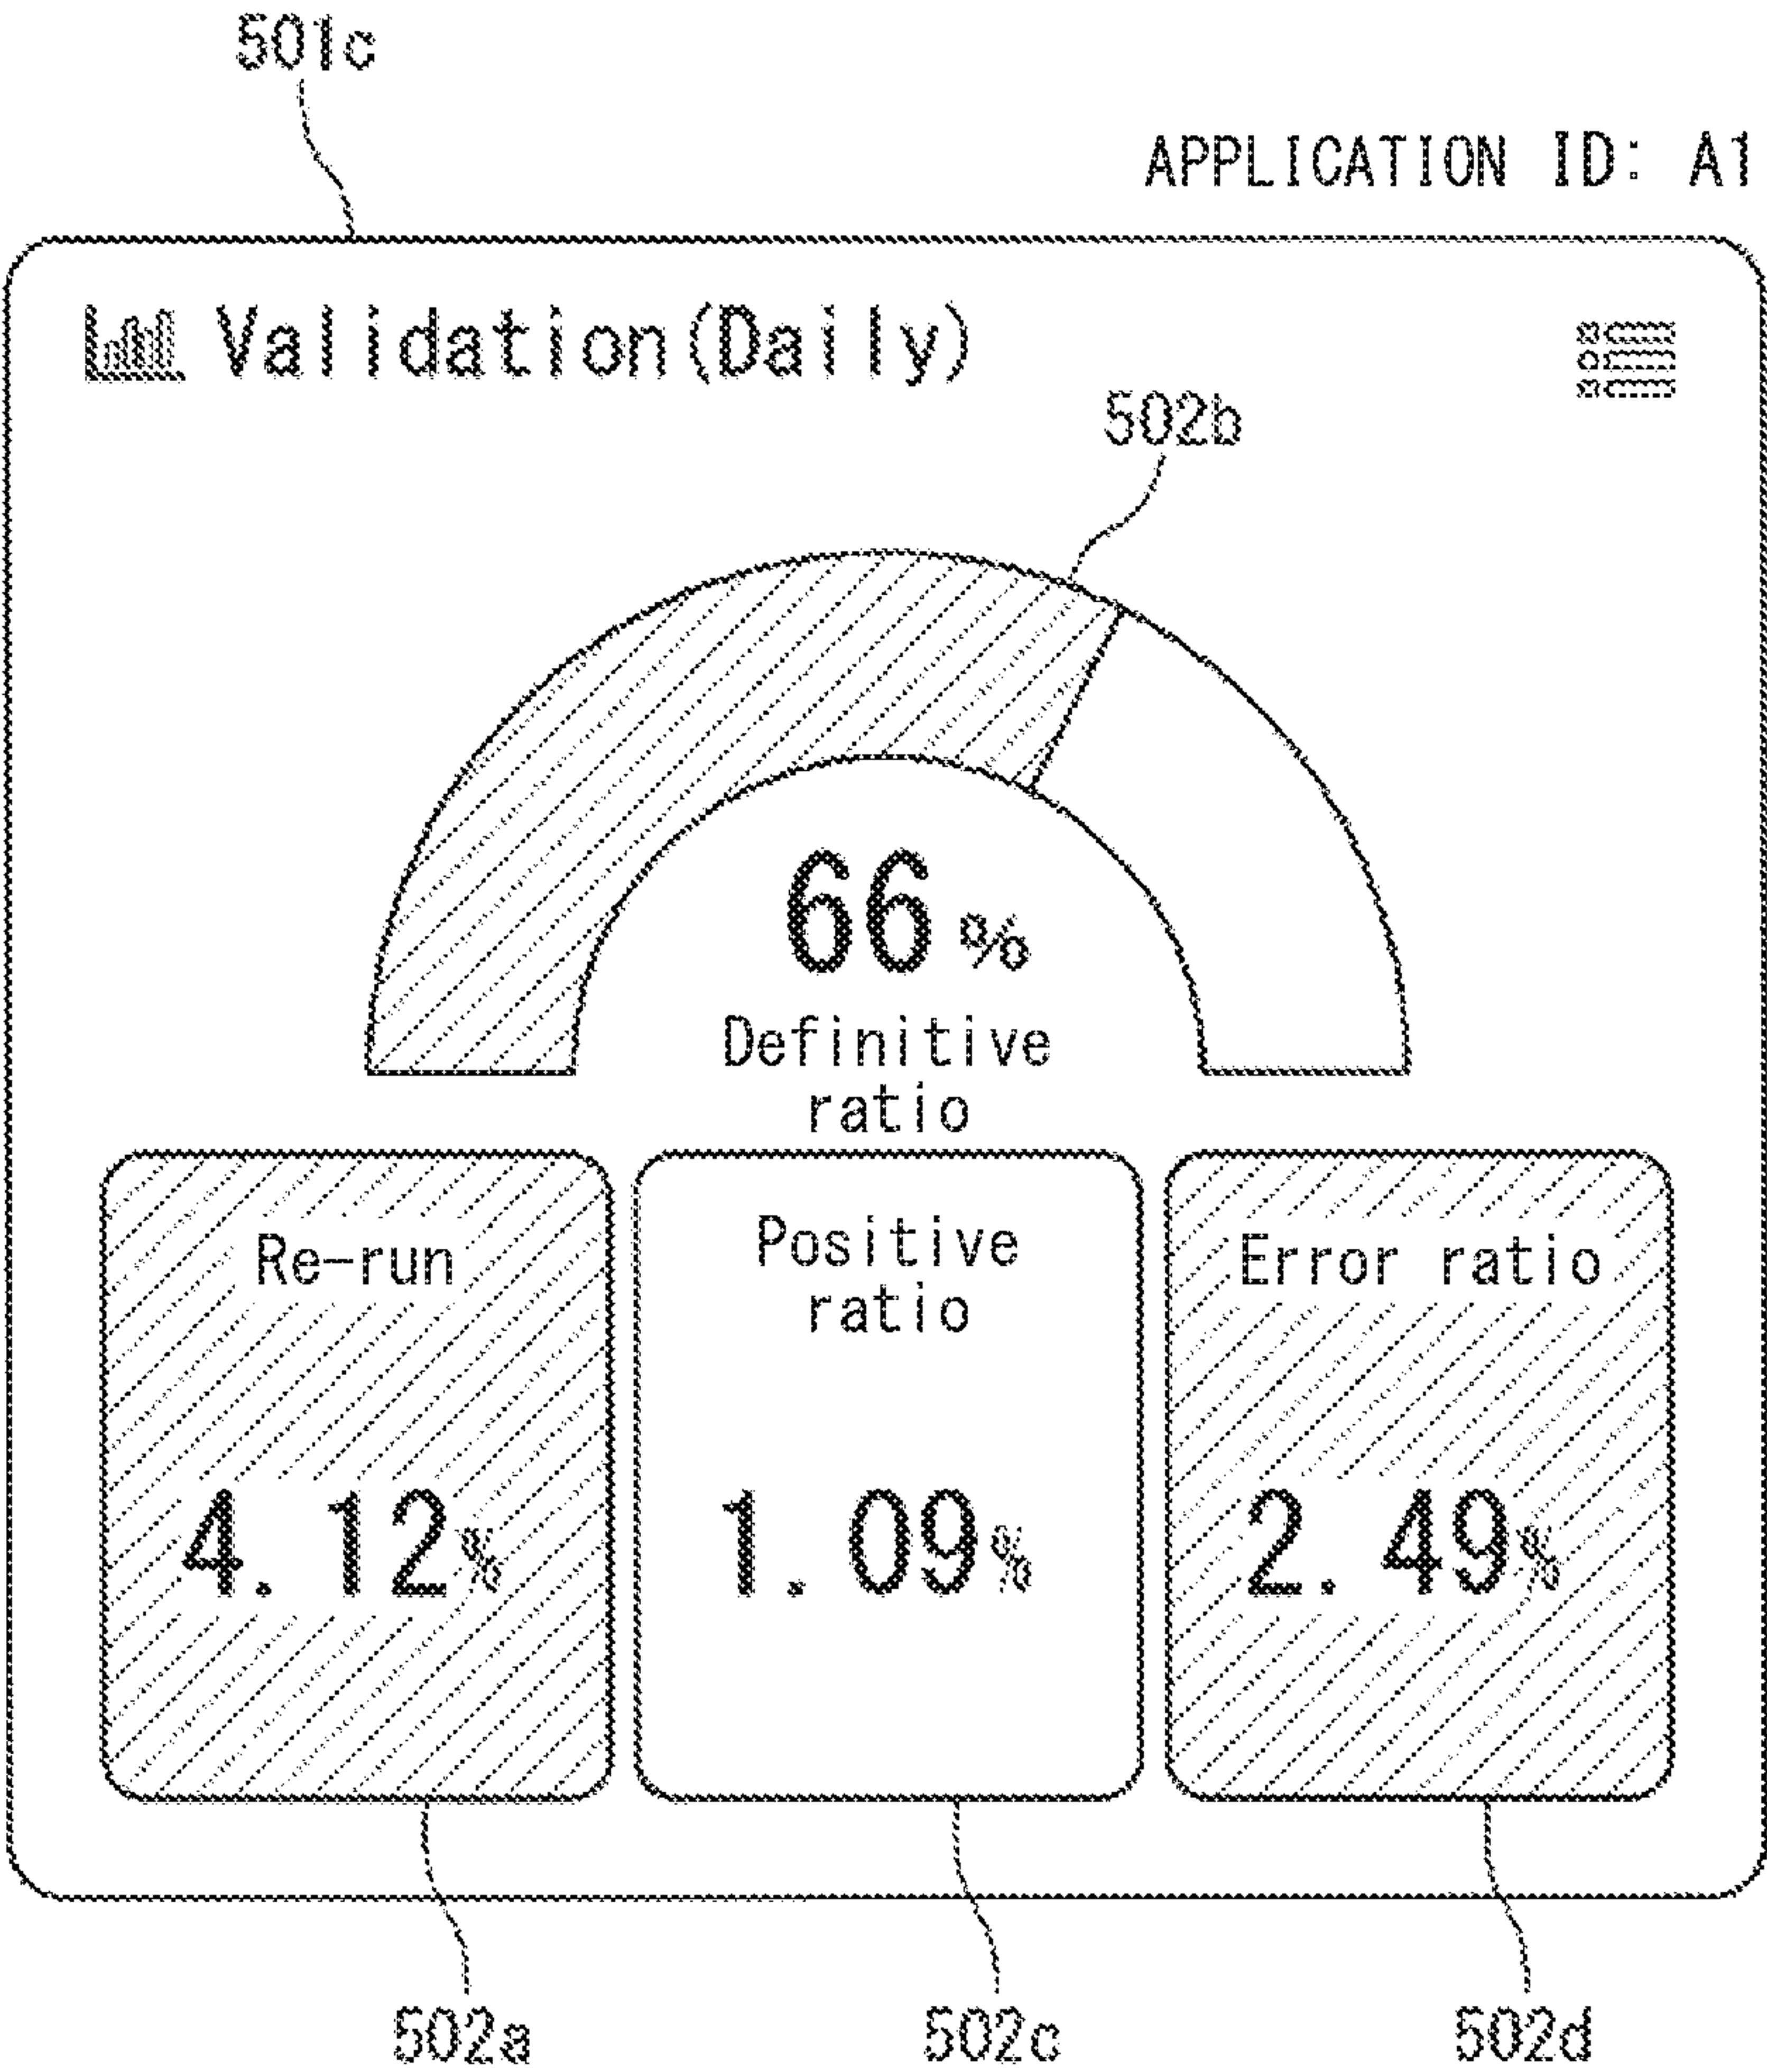 501c
APPLICATION ID: A1
Validation(Daily)
502b
66%
Definitive
ratio
Re-run
4.12%
Positive
ratio
1.09%
Error ratio
2.49%
502a
502c
502d